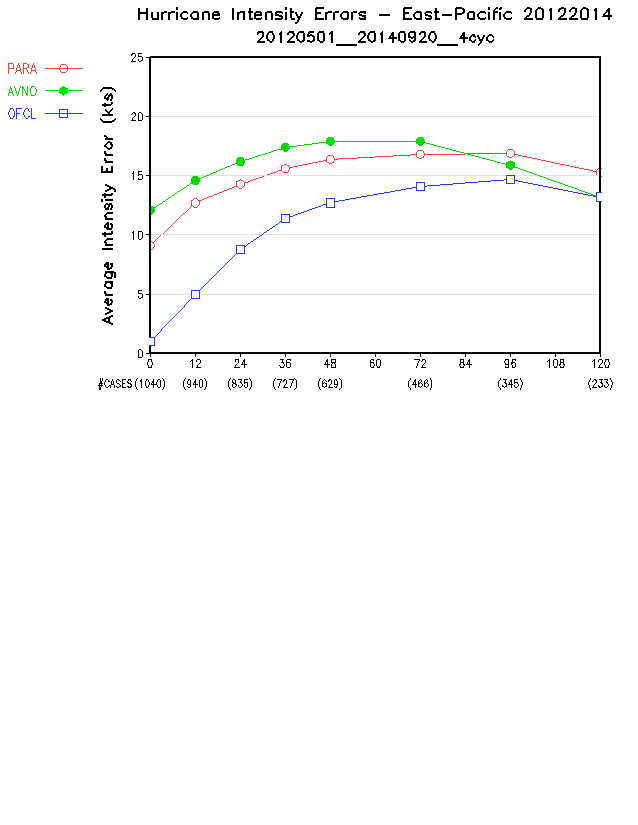 Hurricane Intensity Errors - East-Pacific 20122014
20120501__20140920__4cyc
PARA
AVNO
OFCL
Average Intensity Error (kts)
25
20
15
10
5
0
0 12 24 36 48 60 72 84 96 108 120
#CASES (1040) (940) (835) (727) (629) (466) (345) (233)